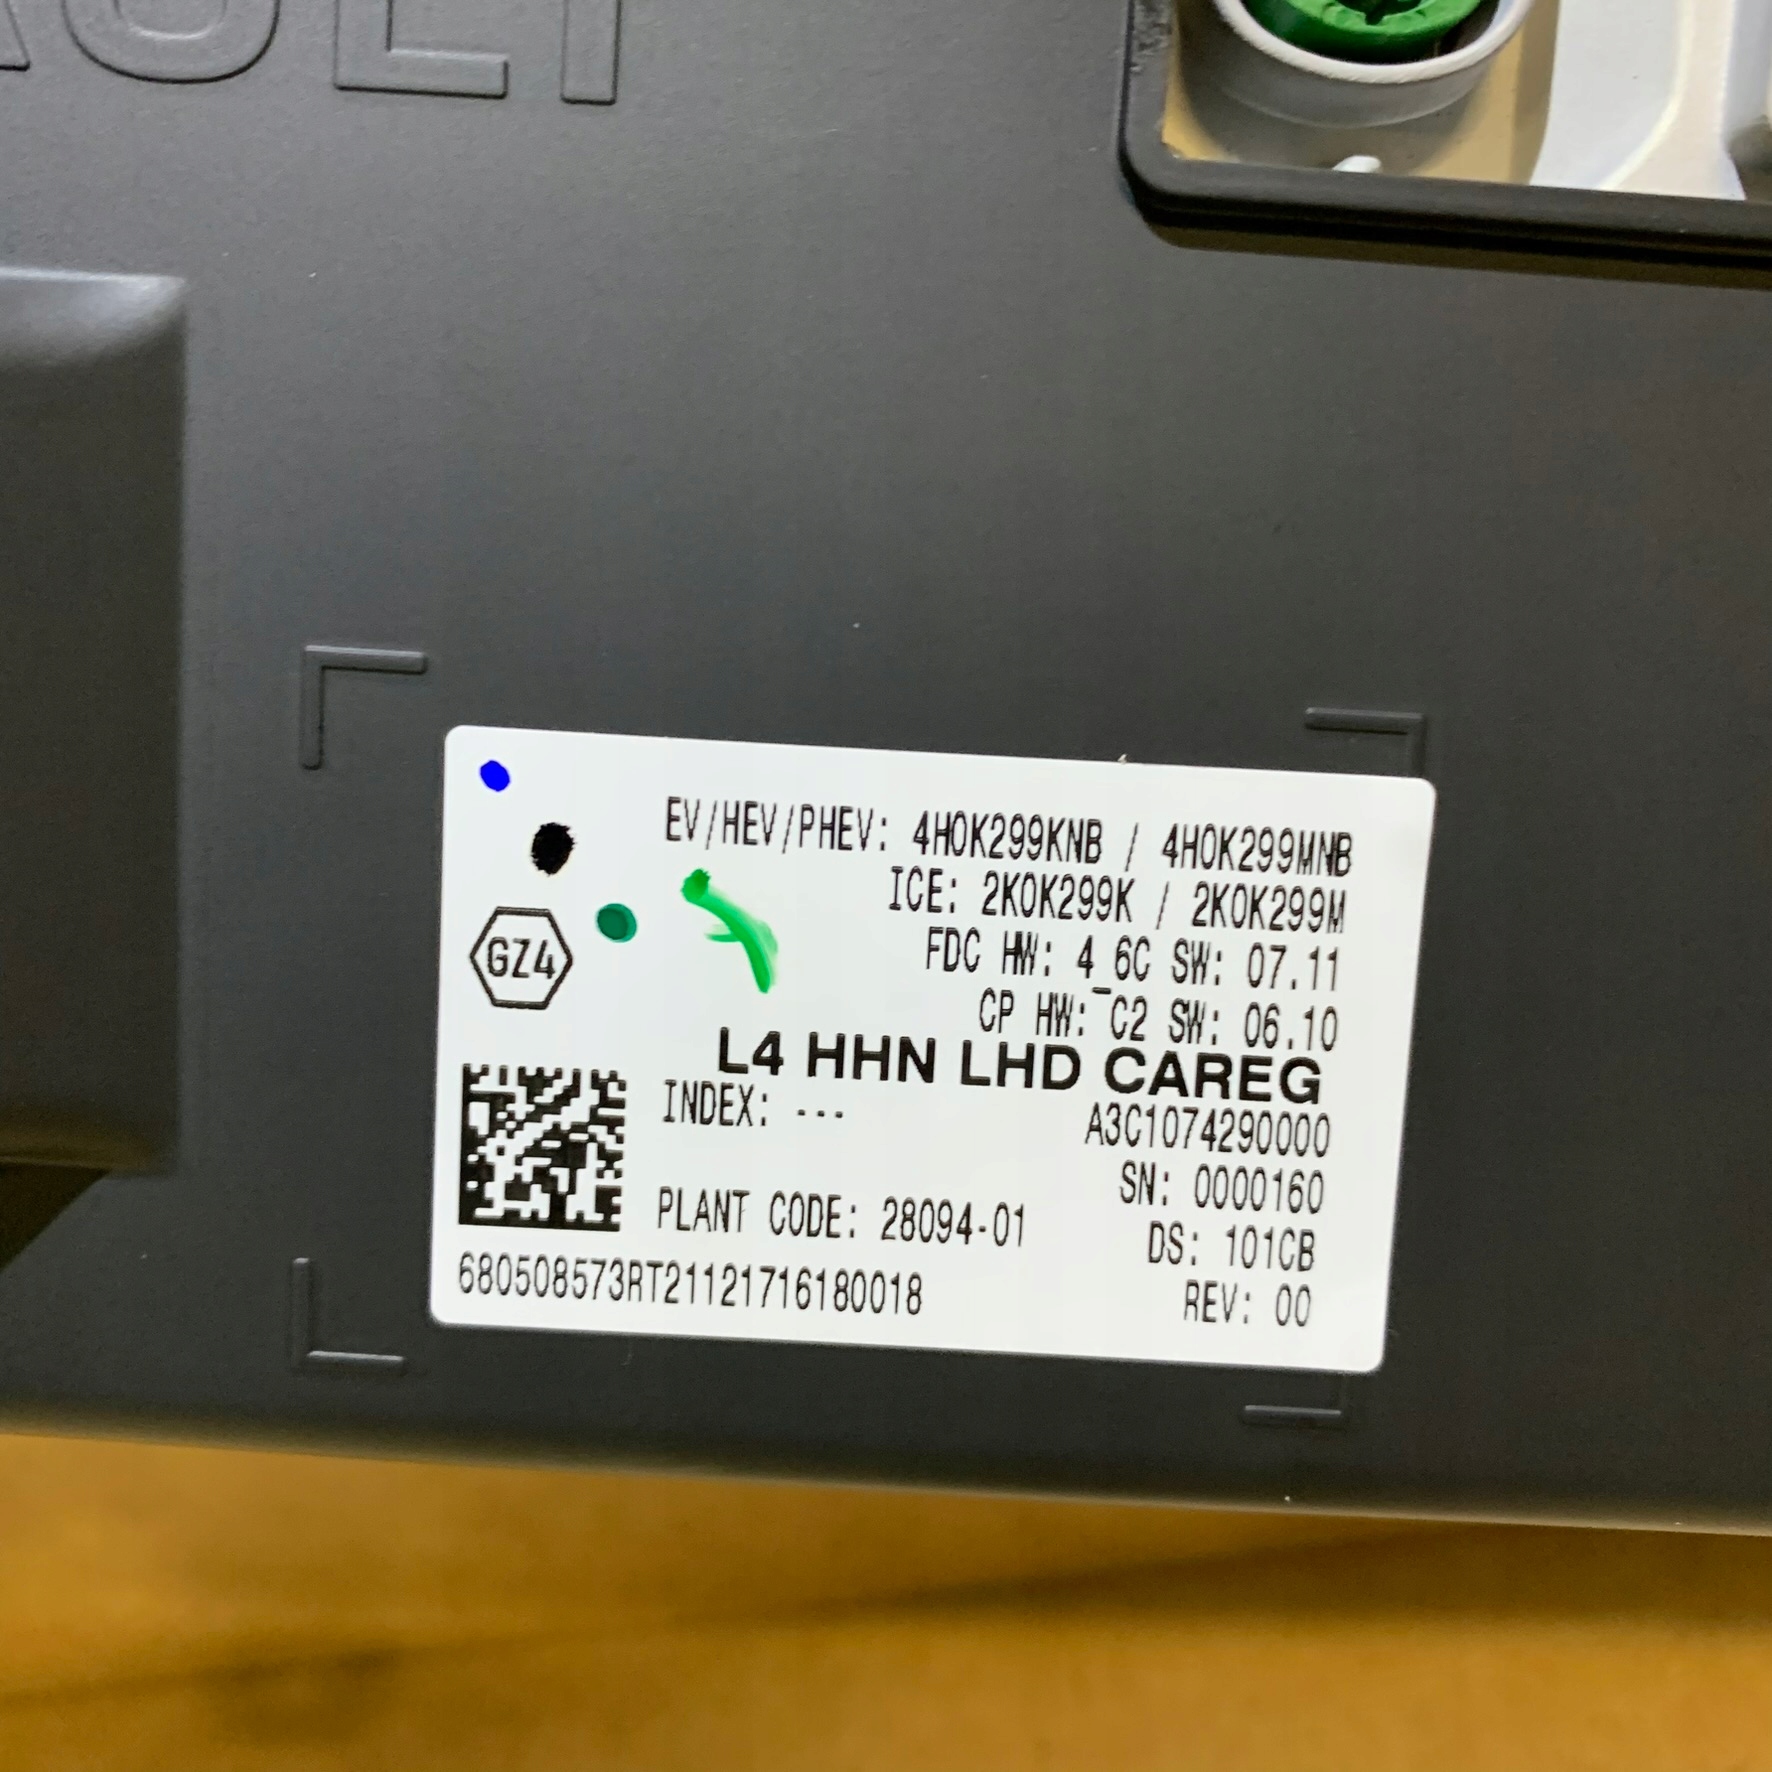 EV/HEV/PHEV: 4H0K299KNB / 4H0K299MNB
ICE: 2K0K299K / 2K0K299M
FDC HW: 4_6C SW: 07.11
CP HW: C2 SW: 06.10
GZ4
L4 HHN LHD CAREG
INDEX: ---
A3C1074290000
SN: 0000160
PLANT CODE: 28094-01
DS: 101CB
680508573RT21121716180018
REV: 00